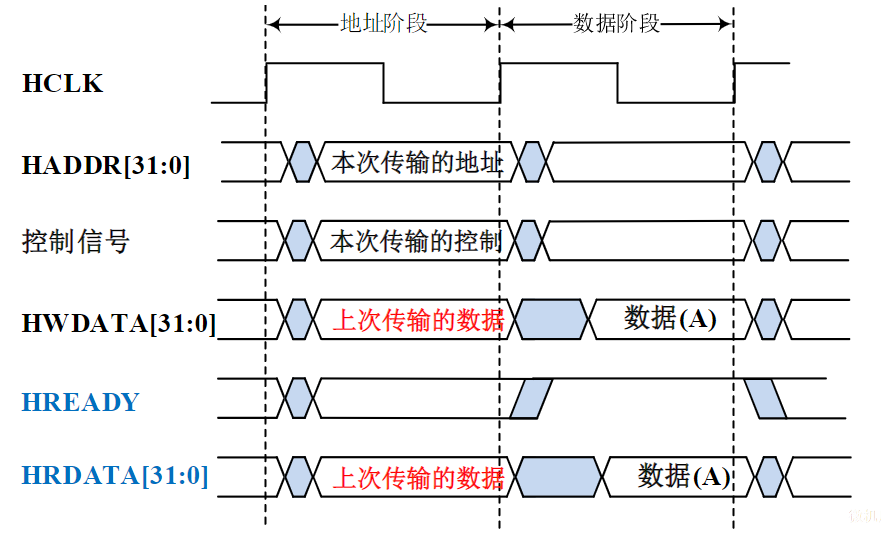 地址阶段 数据阶段
HCLK
HADDR[31:0] 本次传输的地址
控制信号 本次传输的控制
HWDATA[31:0] 上次传输的数据 数据(A)
HREADY
HRDATA[31:0] 上次传输的数据 数据(A)